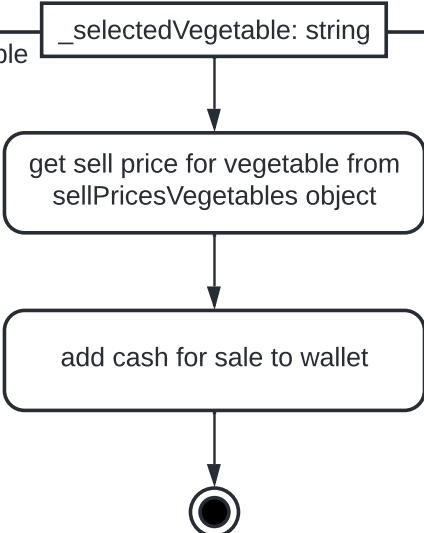 _selectedVegetable: string
get sell price for vegetable from
sellPricesVegetables object
add cash for sale to wallet